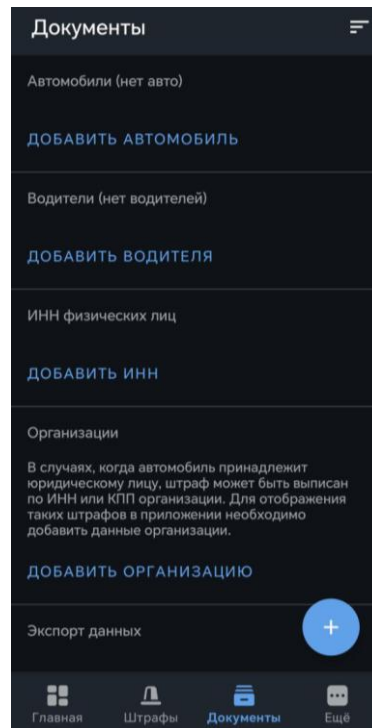 Документы
Автомобили (нет авто)
ДОБАВИТЬ АВТОМОБИЛЬ
Водители (нет водителей)
ДОБАВИТЬ ВОДИТЕЛЯ
ИНН физических лиц
ДОБАВИТЬ ИНН
Организации
В случаях, когда автомобиль принадлежит
юридическому лицу, штраф может быть выписан
по ИНН или КПП организации. Для отображения
таких штрафов в приложении необходимо
добавить данные организации.
ДОБАВИТЬ ОРГАНИЗАЦИЮ
Экспорт данных
+
Главная Штрафы Документы Ещё